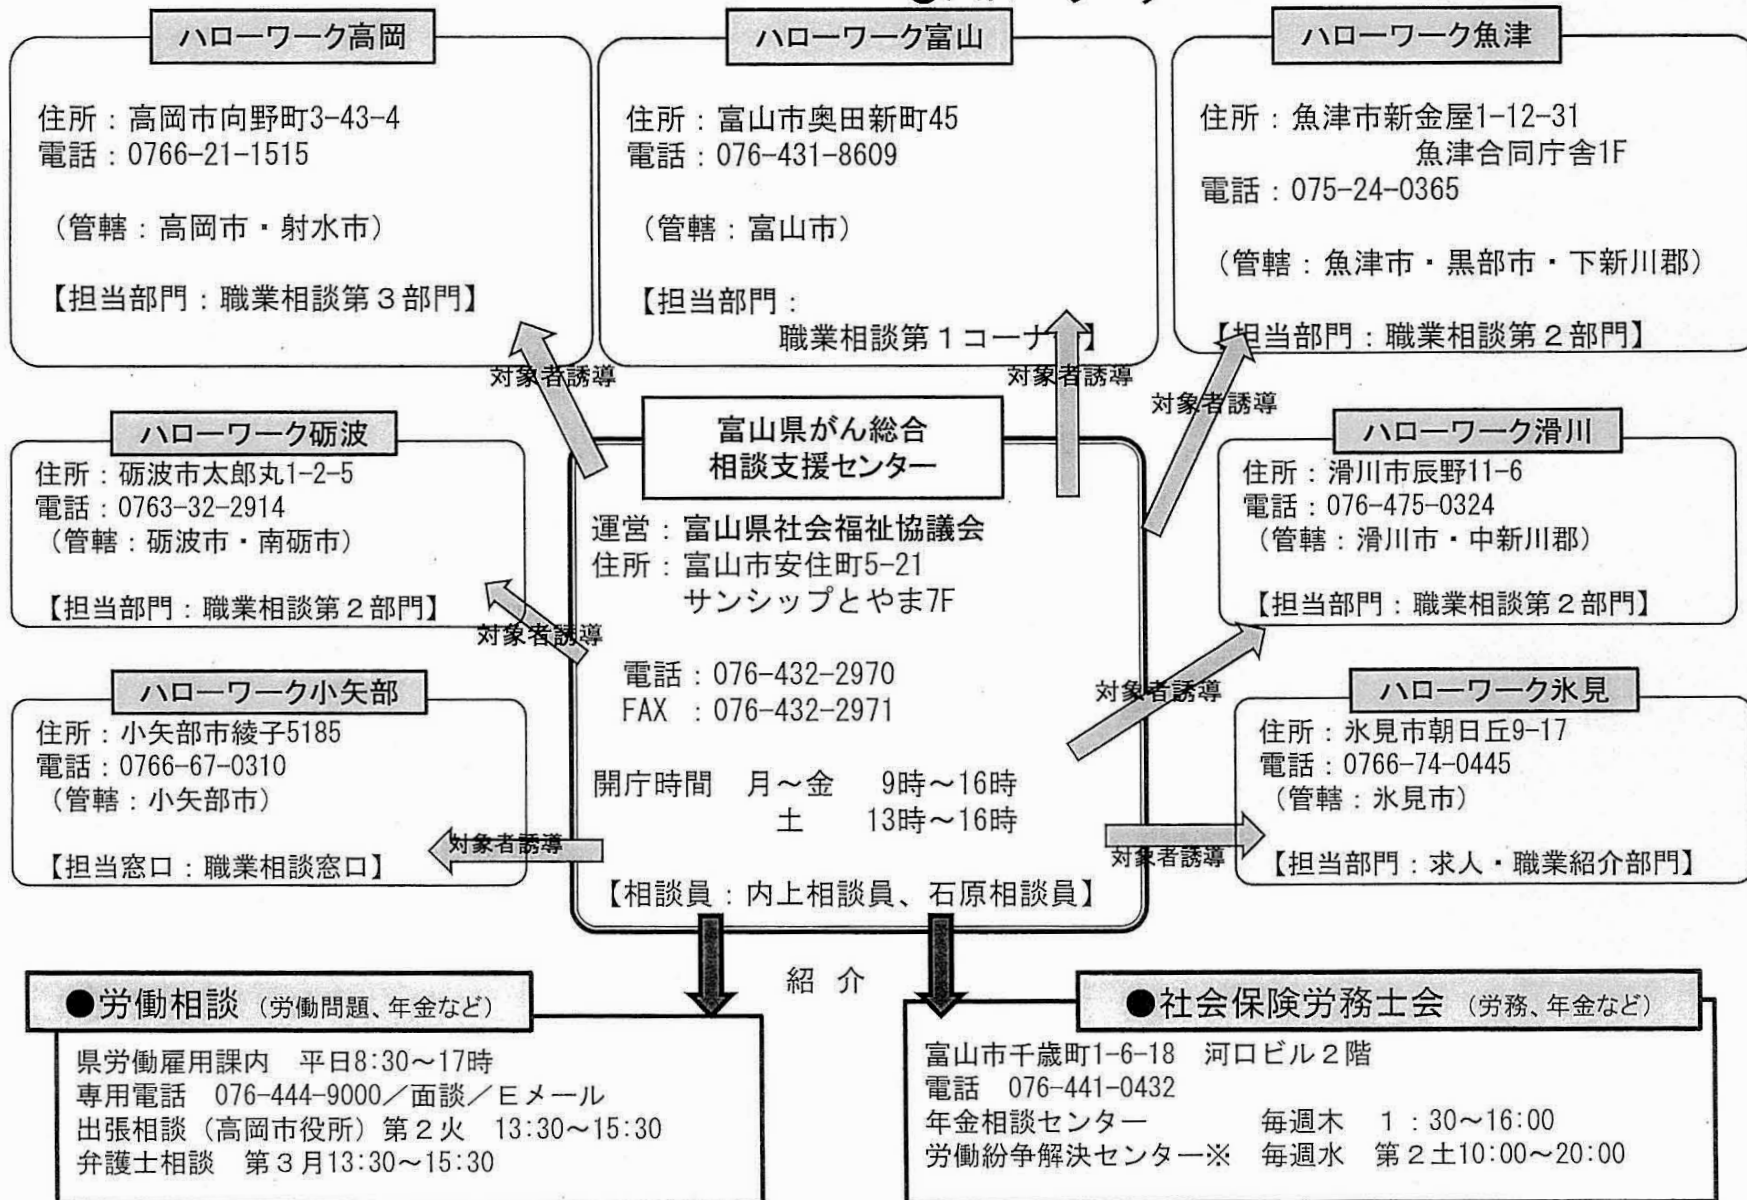 ハローワーク高岡
住所：高岡市向野町3-43-4
電話：0766-21-1515
（管轄：高岡市・射水市）
【担当部門：職業相談第３部門】
ハローワーク富山
住所：富山市奥田新町45
電話：076-431-8609
（管轄：富山市）
【担当部門：
職業相談第１コーナー】
ハローワーク魚津
住所：魚津市新金屋1-12-31
魚津合同庁舎1F
電話：075-24-0365
（管轄：魚津市・黒部市・下新川郡）
【担当部門：職業相談第２部門】
対象者誘導
対象者誘導
対象者誘導
ハローワーク砺波
住所：砺波市太郎丸1-2-5
電話：0763-32-2914
（管轄：砺波市・南砺市）
【担当部門：職業相談第２部門】
対象者誘導
富山県がん総合
相談支援センター
運営：富山県社会福祉協議会
住所：富山市安住町5-21
サンシップとやま7F
電話：076-432-2970
FAX ：076-432-2971
開庁時間　月～金　9時～16時
土　13時～16時
【相談員：内上相談員、石原相談員】
ハローワーク滑川
住所：滑川市辰野11-6
電話：076-475-0324
（管轄：滑川市・中新川郡）
【担当部門：職業相談第２部門】
対象者誘導
ハローワーク小矢部
住所：小矢部市綾子5185
電話：0766-67-0310
（管轄：小矢部市）
【担当窓口：職業相談窓口】
対象者誘導
ハローワーク氷見
住所：氷見市朝日丘9-17
電話：0766-74-0445
（管轄：氷見市）
【担当部門：求人・職業紹介部門】
対象者誘導
紹 介
●労働相談 （労働問題、年金など）
県労働雇用課内　平日8:30～17時
専用電話　076-444-9000／面談／Ｅメール
出張相談（高岡市役所）第２火　13:30～15:30
弁護士相談　第３月13:30～15:30
●社会保険労務士会 （労務、年金など）
富山市千歳町1-6-18　河口ビル２階
電話　076-441-0432
年金相談センター　毎週木　１：30～16:00
労働紛争解決センター※　毎週水　第２土10:00～20:00